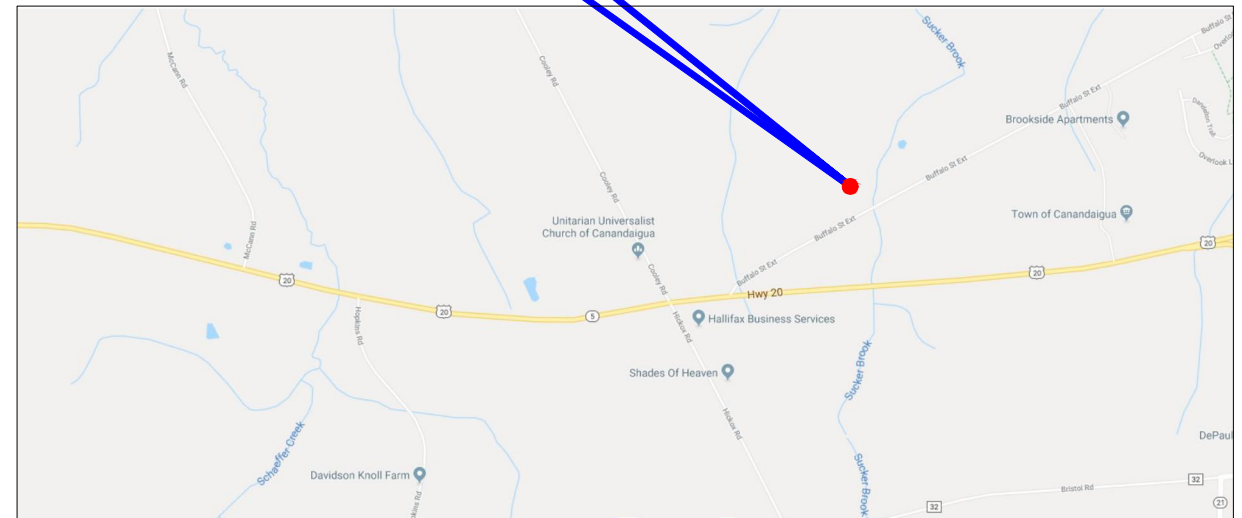 Sucker Brook
Buffalo St
Overlo
McCann Rd
Cooley Rd
Buffalo St Ext
Brookside Apartments
Dandelion Trail
Overlook L
Buffalo St Ext
Cooley Rd
Unitarian Universalist
Church of Canandaigua
Town of Canandaigua
McCann Rd
Buffalo St Ext
20
Cooley Rd
Buffalo St Ext
20
20
Hwy 20
20
5
Hopkins Rd
Hickox Rd
Hallifax Business Services
Sucker Brook
Shades Of Heaven
Hickox Rd
Schaeffer Creek
DePaul
Davidson Knoll Farm
Sucker Brook
kins Rd
32
Bristol Rd
32
21